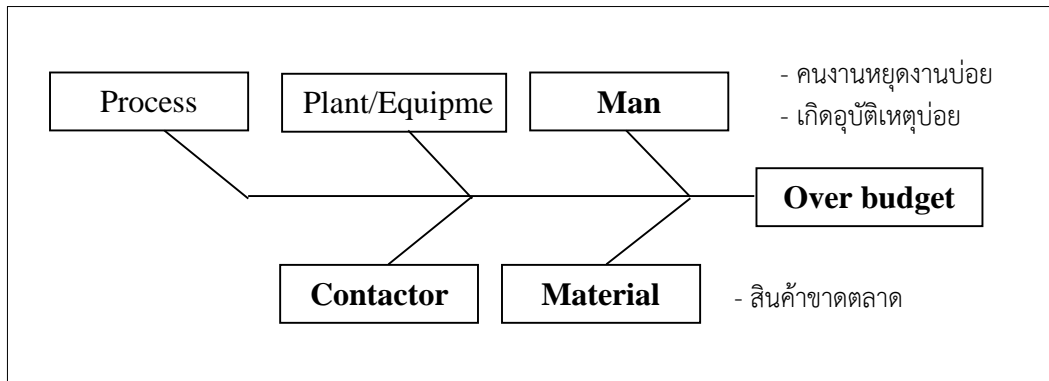 Process
Plant/Equipme
Man
- คนงานหยุดงานบ่อย
- เกิดอุบัติเหตุบ่อย
Over budget
Contactor
Material
- สินค้าขาดตลาด